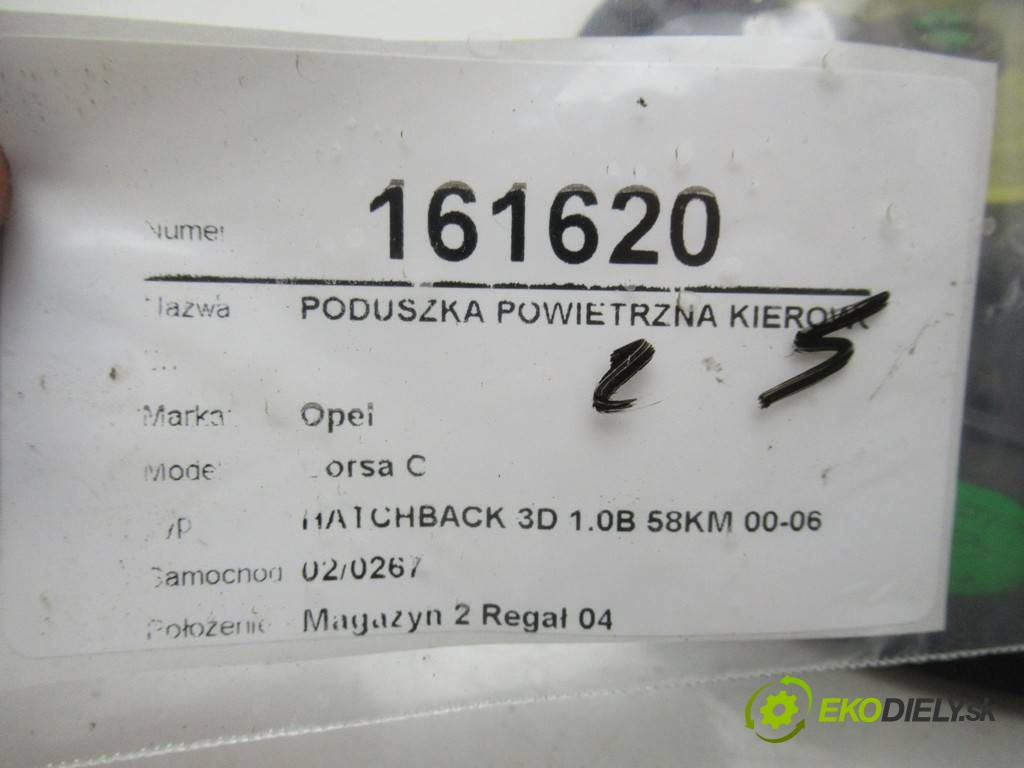 Numer 161620
Nazwa PODUSZKA POWIETRZNA KIEROW
Marka: Opel
Model Corsa C
Typ HATCHBACK 3D 1.0B 58KM 00-06
Samochod 02/0267
Położenie Magazyn 2 Regał 04
EKODIELY.sk